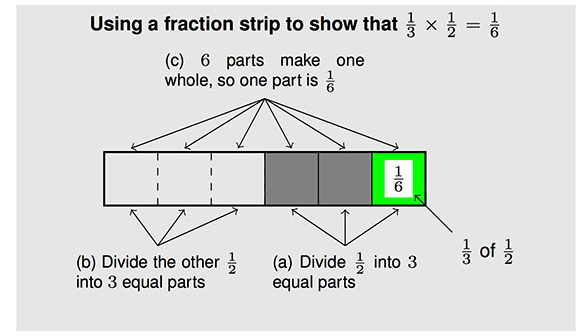 Using a fraction strip to show that 1/3 × 1/2 = 1/6
(c) 6 parts make one
whole, so one part is 1/6
1/6
1/3 of 1/2
(b) Divide the other 1/2
into 3 equal parts
(a) Divide 1/2 into 3
equal parts